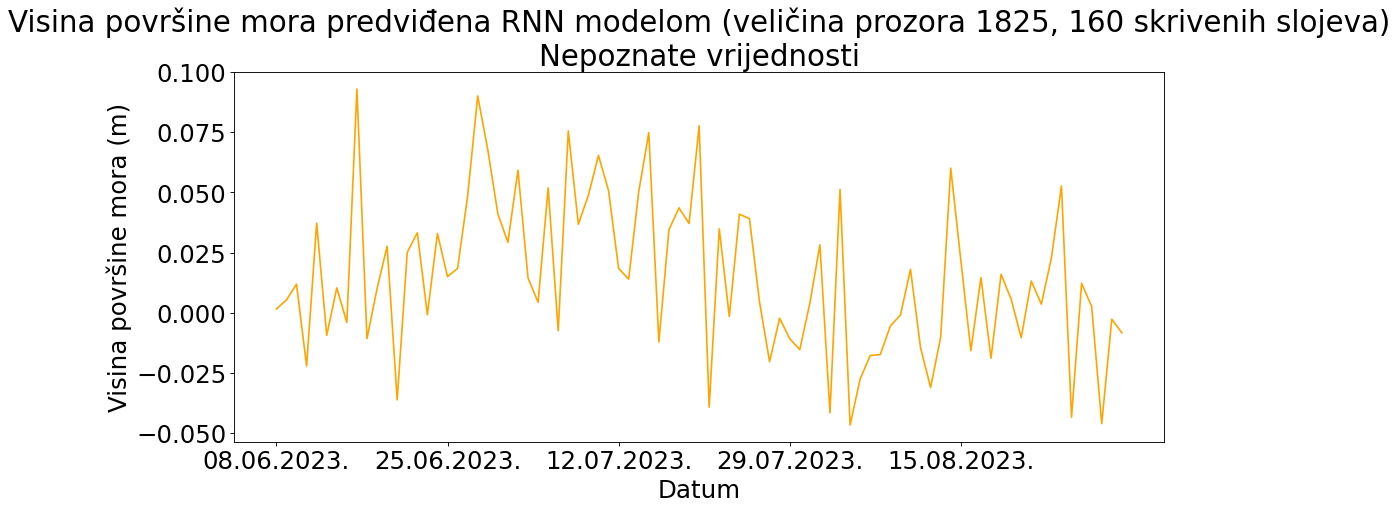 Visina površine mora predviđena RNN modelom (veličina prozora 1825, 160 skrivenih slojeva)
Nepoznate vrijednosti
Visina površine mora (m)
0.100
0.075
0.050
0.025
0.000
−0.025
−0.050
08.06.2023. 25.06.2023. 12.07.2023. 29.07.2023. 15.08.2023.
Datum